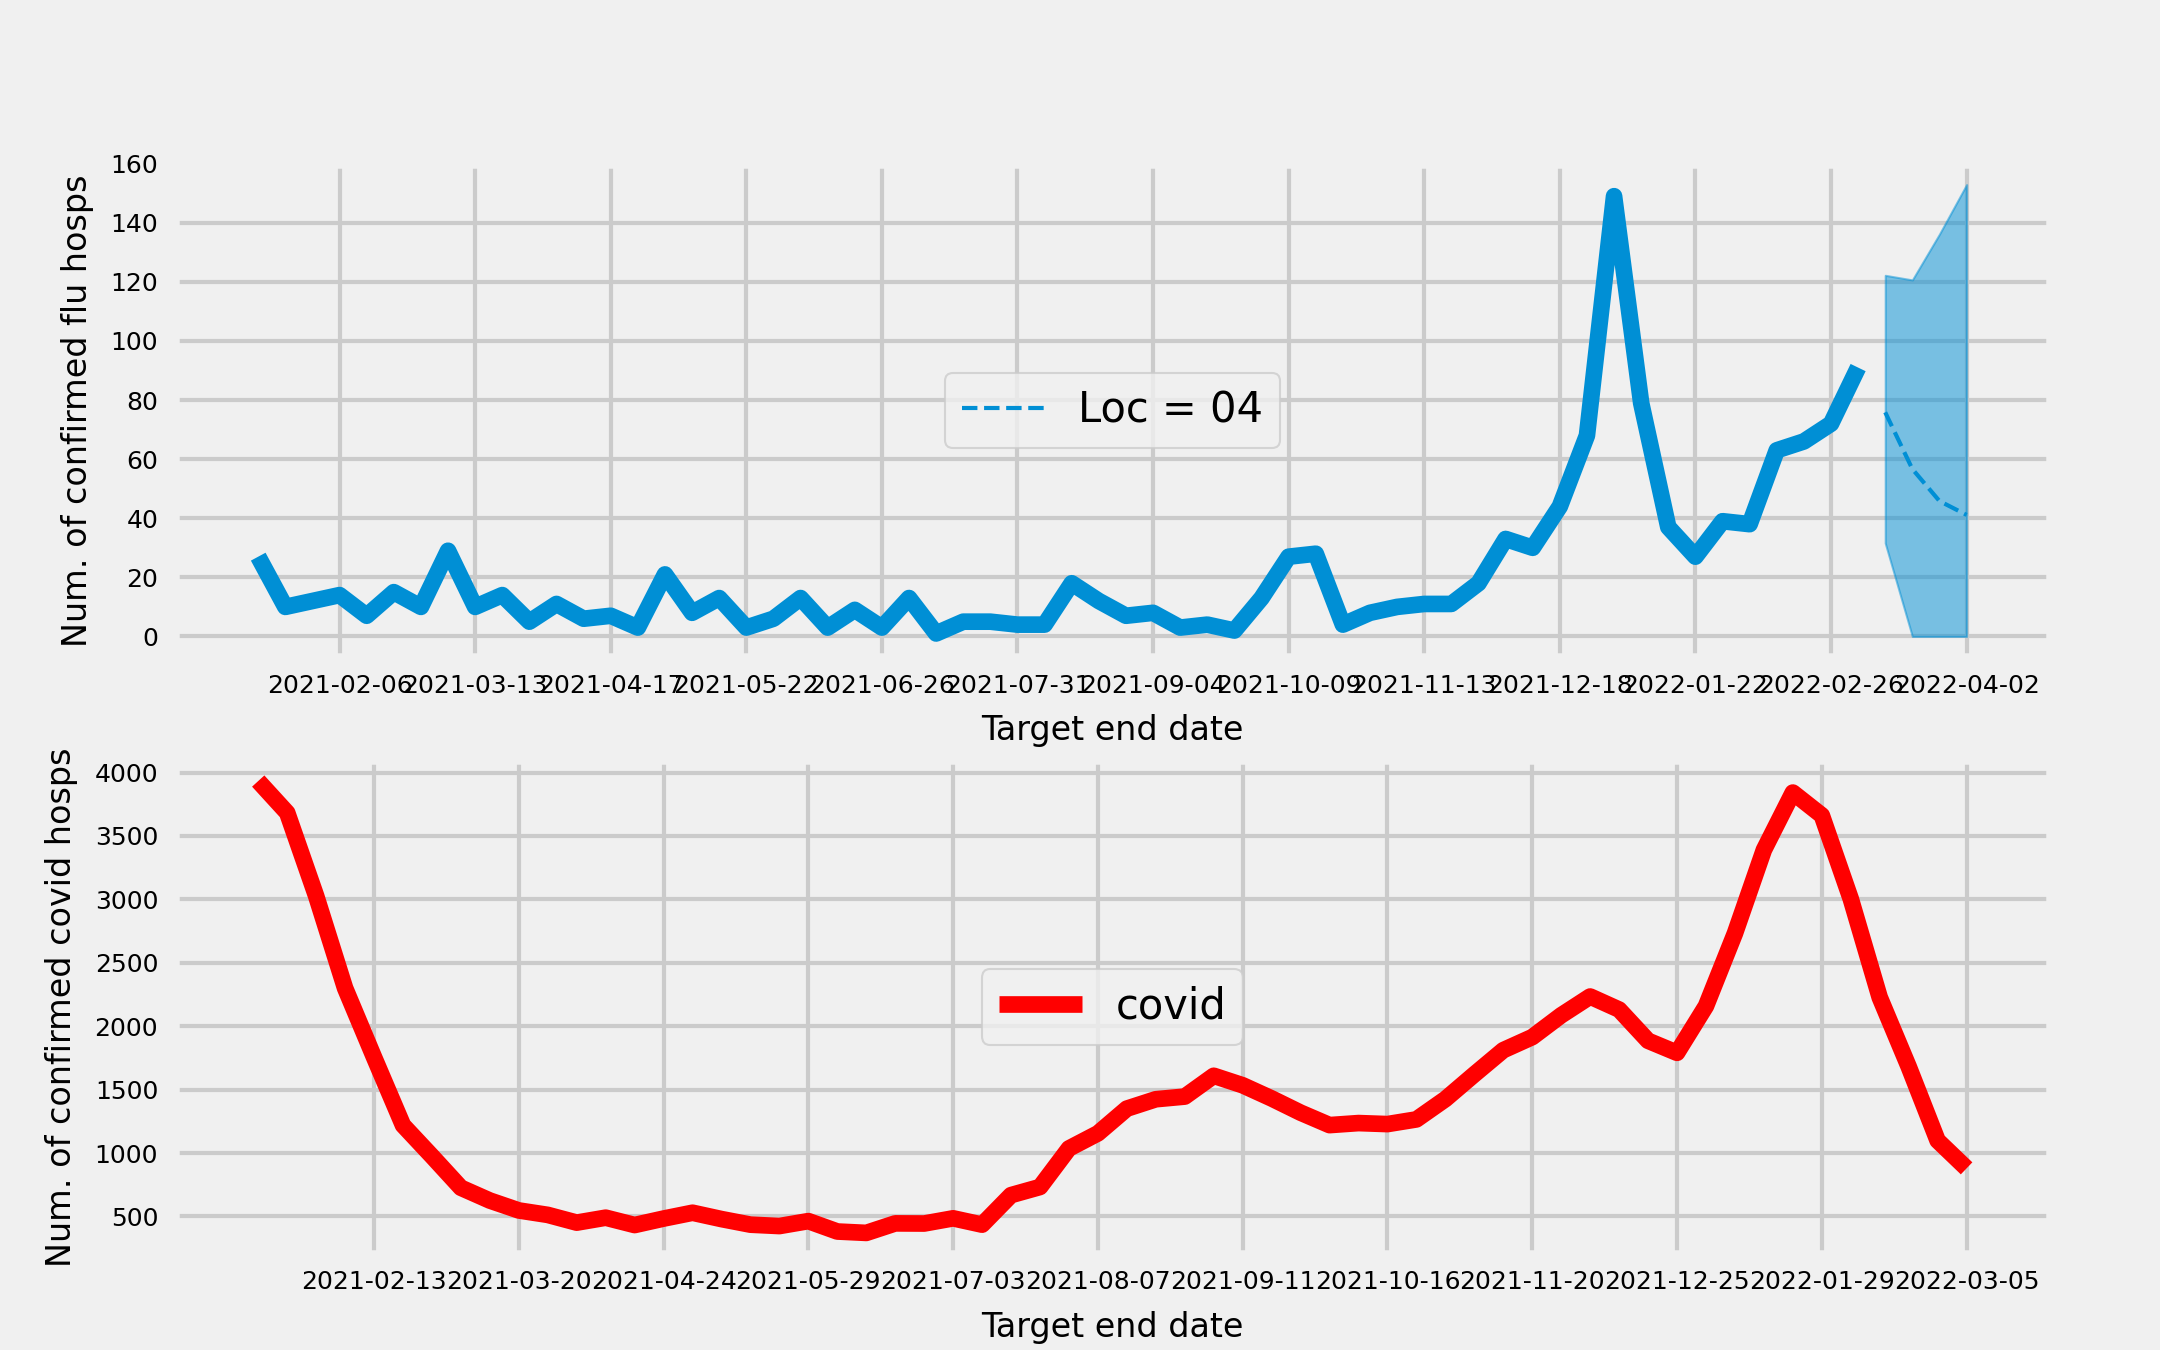 Num. of confirmed flu hosps
160
140
120
100
80
60
40
20
0
Loc = 04
2021-02-06 2021-03-13 2021-04-17 2021-05-22 2021-06-26 2021-07-31 2021-09-04 2021-10-09 2021-11-13 2021-12-18 2022-01-22 2022-02-26 2022-04-02
Target end date
Num. of confirmed covid hosps
4000
3500
3000
2500
2000
1500
1000
500
covid
2021-02-13 2021-03-20 2021-04-24 2021-05-29 2021-07-03 2021-08-07 2021-09-11 2021-10-16 2021-11-20 2021-12-25 2022-01-29 2022-03-05
Target end date